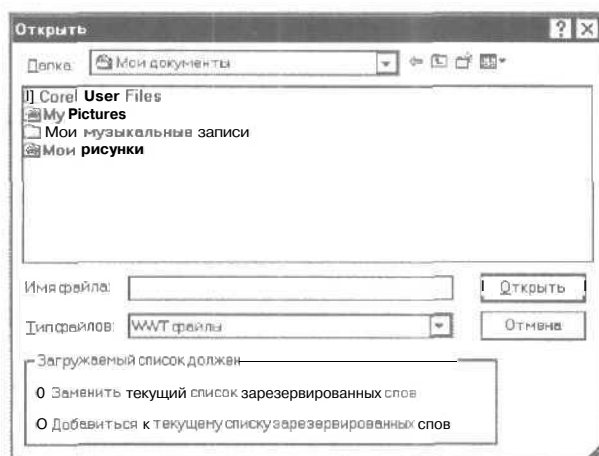 Открыть
Папка: Мои документы
Corel User Files
My Pictures
Мои музыкальные записи
Мои рисунки
Имя файла: Открыть
Тип файлов: WWT файлы Отмена
Загружаемый список должен
Заменить текущий список зарезервированных слов
Добавиться к текущему списку зарезервированных слов